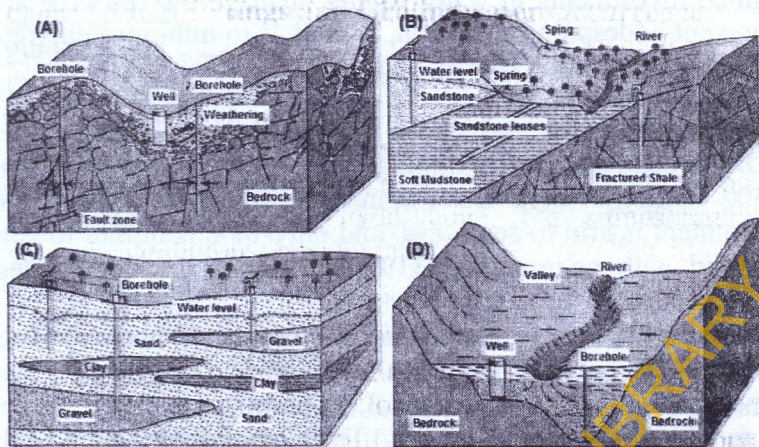 (A)
Borehole
Borehole
Well
Weathering
Bedrock
Fault zone
(B)
Sping
River
Water level
Spring
Sandstone
Sandstone lenses
Soft Mudstone
Fractured Shale
(C)
Borehole
Water level
Sand
Gravel
Clay
Clay
Gravel
Sand
(D)
Valley
River
Well
Borehole
Bedrock
Bedrock
IBRARY